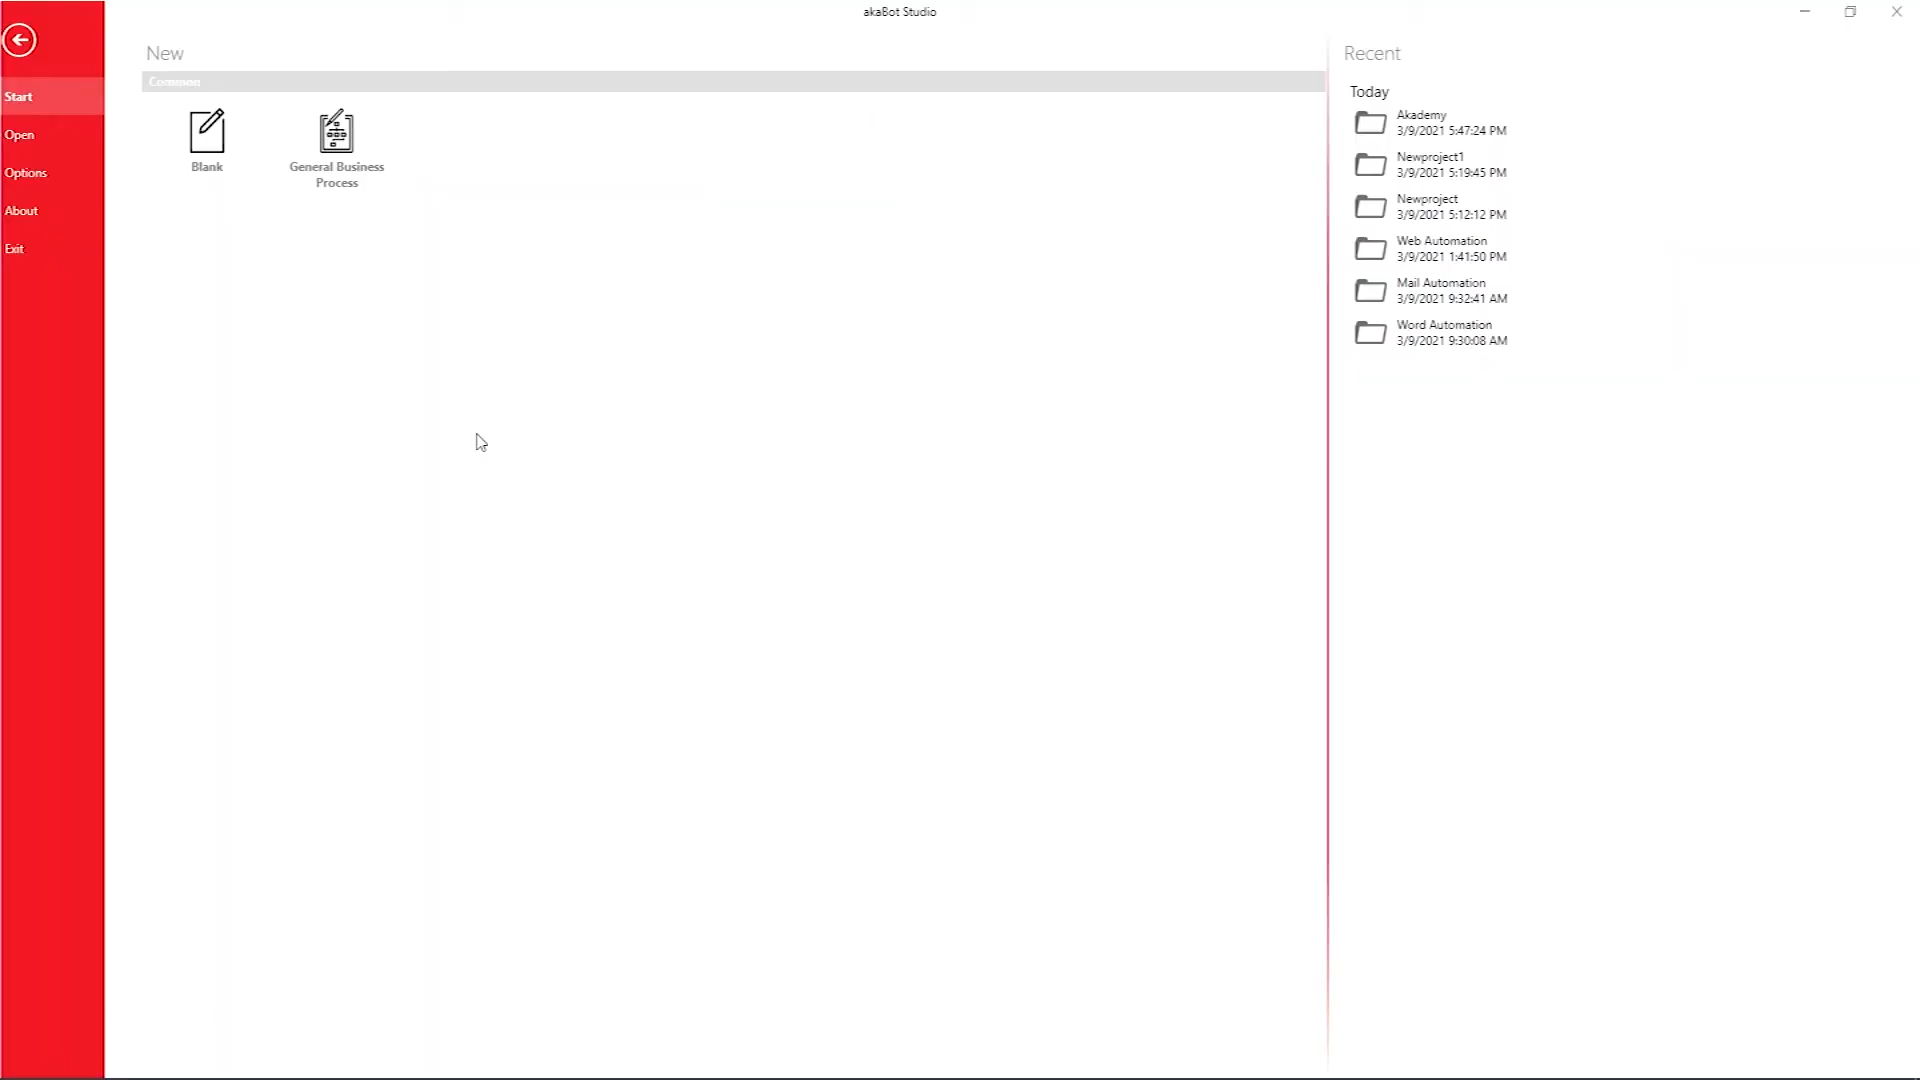 akaBot Studio
Start
Open
Options
About
Exit
New
Common
Blank
General Business
Process
Recent
Today
Akademy
3/9/2021 5:47:24 PM
Newproject1
3/9/2021 5:19:45 PM
Newproject
3/9/2021 5:12:12 PM
Web Automation
3/9/2021 1:41:50 PM
Mail Automation
3/9/2021 9:32:41 AM
Word Automation
3/9/2021 9:30:08 AM